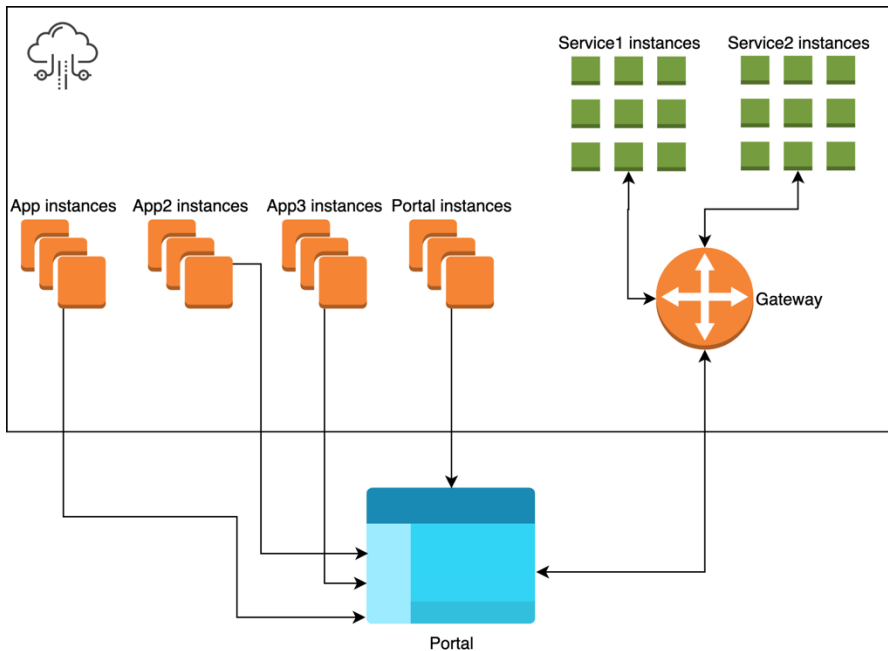 Service1 instances
Service2 instances
App instances
App2 instances
App3 instances
Portal instances
Gateway
Portal